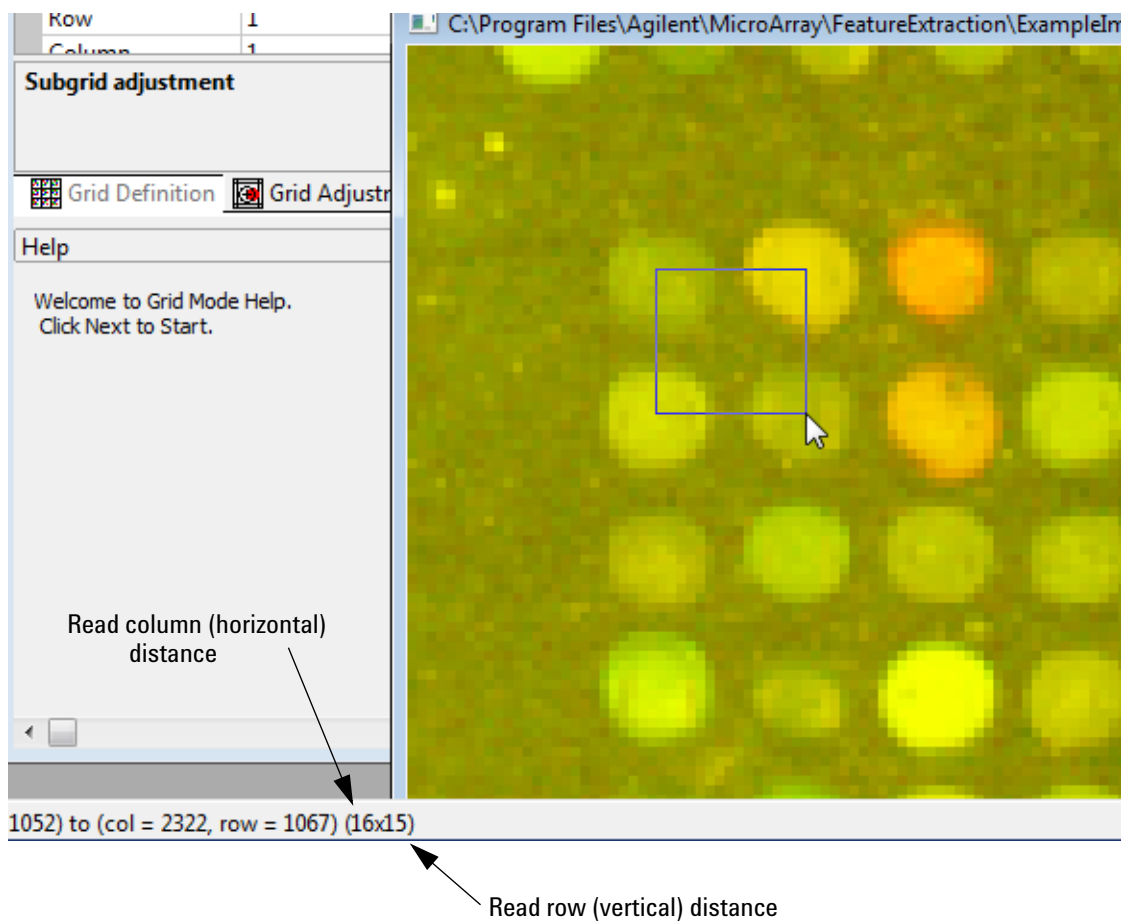 Row 1
C:\Program Files\Agilent\MicroArray\FeatureExtraction\ExampleIm
Column 1
Subgrid adjustment
Grid Definition Grid Adjustr
Help
Welcome to Grid Mode Help.
Click Next to Start.
Read column (horizontal)
distance
1052) to (col = 2322, row = 1067) (16x15)
Read row (vertical) distance